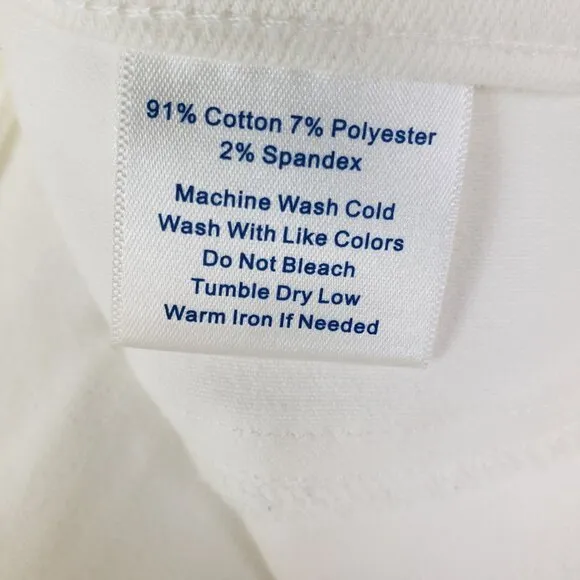 91% Cotton 7% Polyester
2% Spandex
Machine Wash Cold
Wash With Like Colors
Do Not Bleach
Tumble Dry Low
Warm Iron If Needed